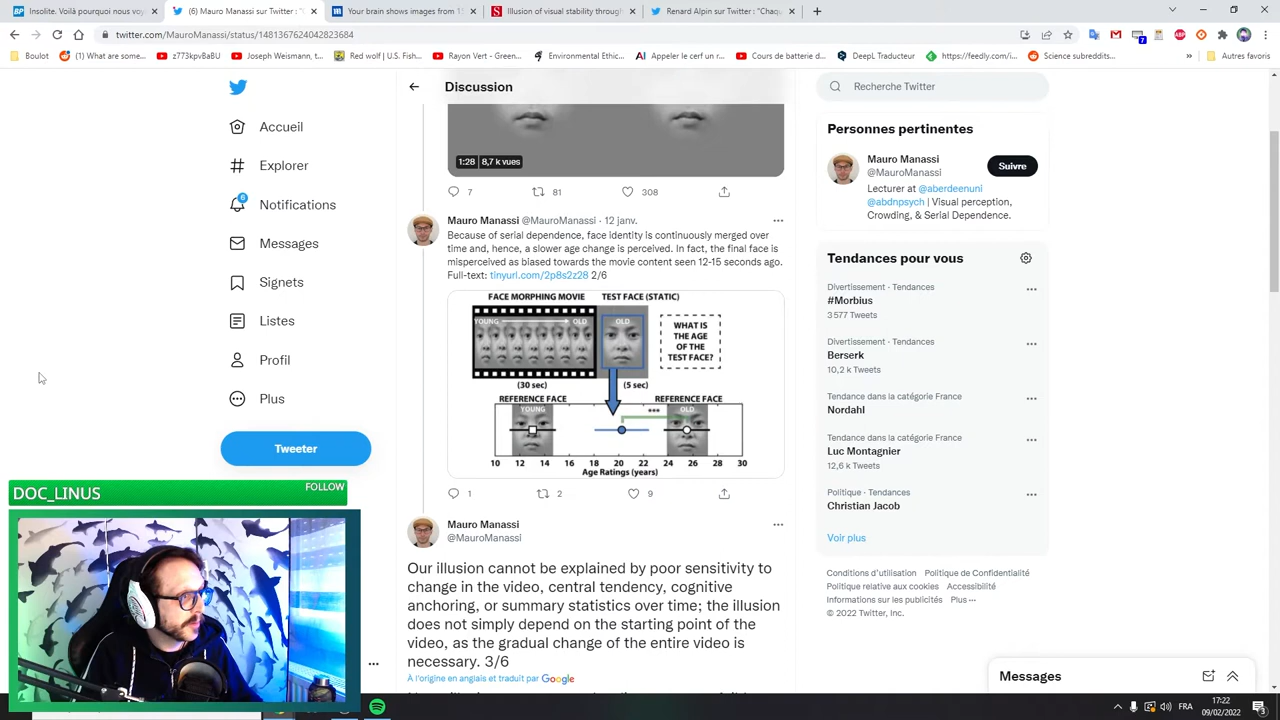 Insolite. Voilà pourquoi nous voy
(6) Mauro Manassi sur Twitter : "
Your brain shows images from 15
Illusion of visual stability through
Renard Alpin sur Twitter : "Chaqu
twitter.com/MauroManassi/status/1481367624042823684
Boulot
(1) What are some...
z773kpvBaBU
Joseph Weismann, t...
Red wolf | U.S. Fish...
Rayon Vert - Green...
Environmental Ethic...
Appeler le cerf un r...
Cours de batterie d...
DeepL Traducteur
https://feedly.com/i...
Science subreddits...
»
Autres favoris
Discussion
Recherche Twitter
Accueil
Explorer
6
Notifications
Messages
Signets
Listes
Profil
Plus
Tweeter
1:28 | 8,7 k vues
7
81
308
Mauro Manassi @MauroManassi · 12 janv.
Because of serial dependence, face identity is continuously merged over
time and, hence, a slower age change is perceived. In fact, the final face is
misperceived as biased towards the movie content seen 12-15 seconds ago.
Full-text: tinyurl.com/2p8s2z28 2/6
FACE MORPHING MOVIE TEST FACE (STATIC)
YOUNG OLD OLD
WHAT IS
THE AGE
OF THE
TEST FACE?
(30 sec) (5 sec)
REFERENCE FACE REFERENCE FACE
YOUNG *** OLD
10 12 14 16 18 20 22 24 26 28 30
Age Ratings (years)
1
2
9
Mauro Manassi
@MauroManassi
Our illusion cannot be explained by poor sensitivity to
change in the video, central tendency, cognitive
anchoring, or summary statistics over time; the illusion
does not simply depend on the starting point of the
video, as the gradual change of the entire video is
necessary. 3/6
À l'origine en anglais et traduit par Google
Personnes pertinentes
Mauro Manassi
@MauroManassi
Suivre
Lecturer at @aberdeenuni
@abdnpsych | Visual perception,
Crowding, & Serial Dependence.
Tendances pour vous
Divertissement · Tendances
#Morbius
3 577 Tweets
Divertissement · Tendances
Berserk
10,2 k Tweets
Tendance dans la catégorie France
Nordahl
Tendance dans la catégorie France
Luc Montagnier
12,6 k Tweets
Politique · Tendances
Christian Jacob
Voir plus
Conditions d'utilisation Politique de Confidentialité
Politique relative aux cookies Accessibilité
Informations sur les publicités Plus ···
© 2022 Twitter, Inc.
Messages
DOC_LINUS
FOLLOW
FRA
17:22
09/02/2022